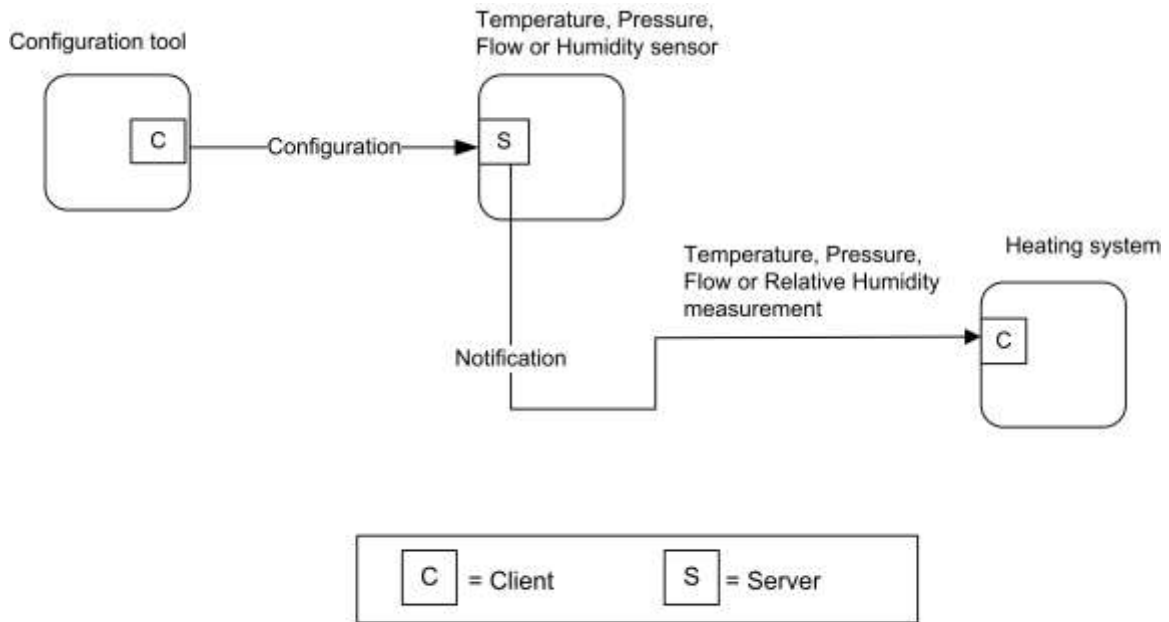 Configuration tool
Temperature, Pressure,
Flow or Humidity sensor
C
Configuration
S
Temperature, Pressure,
Flow or Relative Humidity
measurement
Heating system
C
Notification
C = Client
S = Server